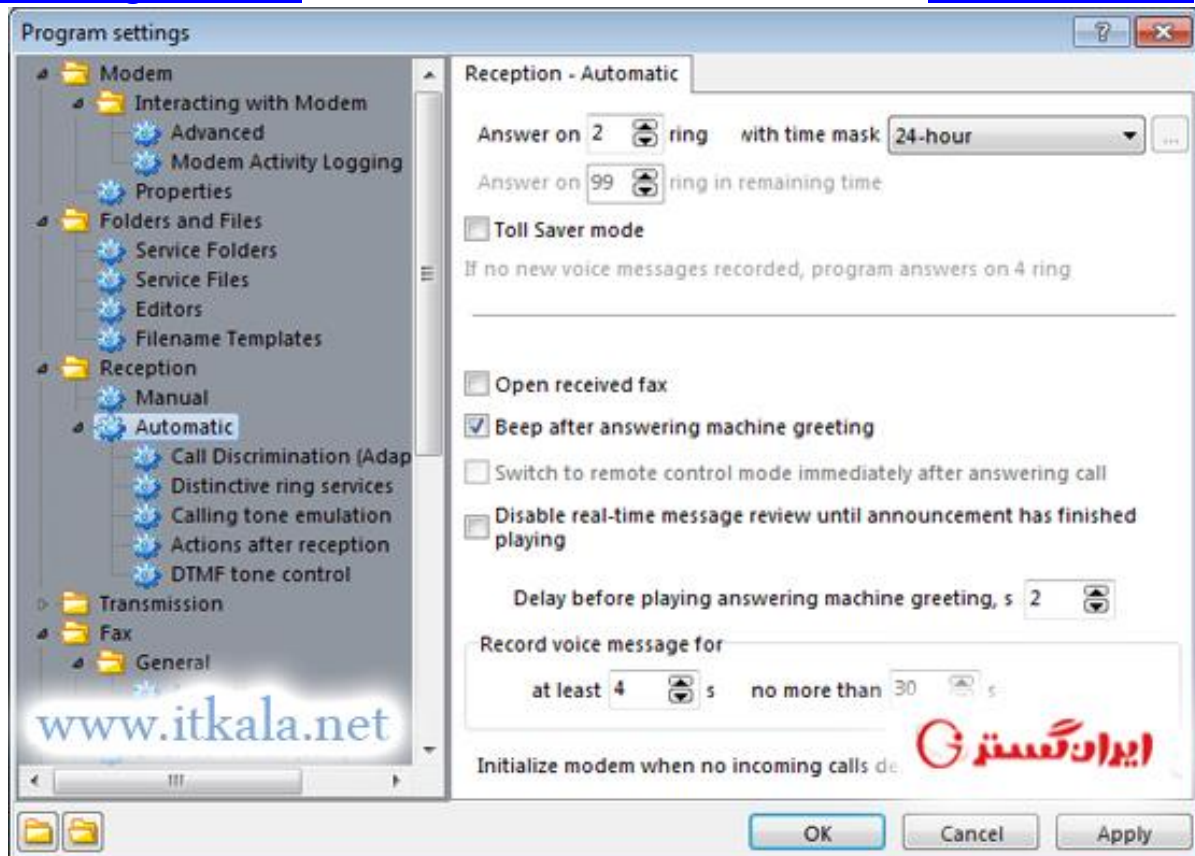 Program settings
Modem
Interacting with Modem
Advanced
Modem Activity Logging
Properties
Folders and Files
Service Folders
Service Files
Editors
Filename Templates
Reception
Manual
Automatic
Call Discrimination (Adap
Distinctive ring services
Calling tone emulation
Actions after reception
DTMF tone control
Transmission
Fax
General
www.itkala.net
Reception - Automatic
Answer on 2 ring with time mask 24-hour ...
Answer on 99 ring in remaining time
Toll Saver mode
If no new voice messages recorded, program answers on 4 ring
Open received fax
Beep after answering machine greeting
Switch to remote control mode immediately after answering call
Disable real-time message review until announcement has finished
playing
Delay before playing answering machine greeting, s 2
Record voice message for
at least 4 s no more than 30 s
ایران گستر
Initialize modem when no incoming calls de
OK Cancel Apply